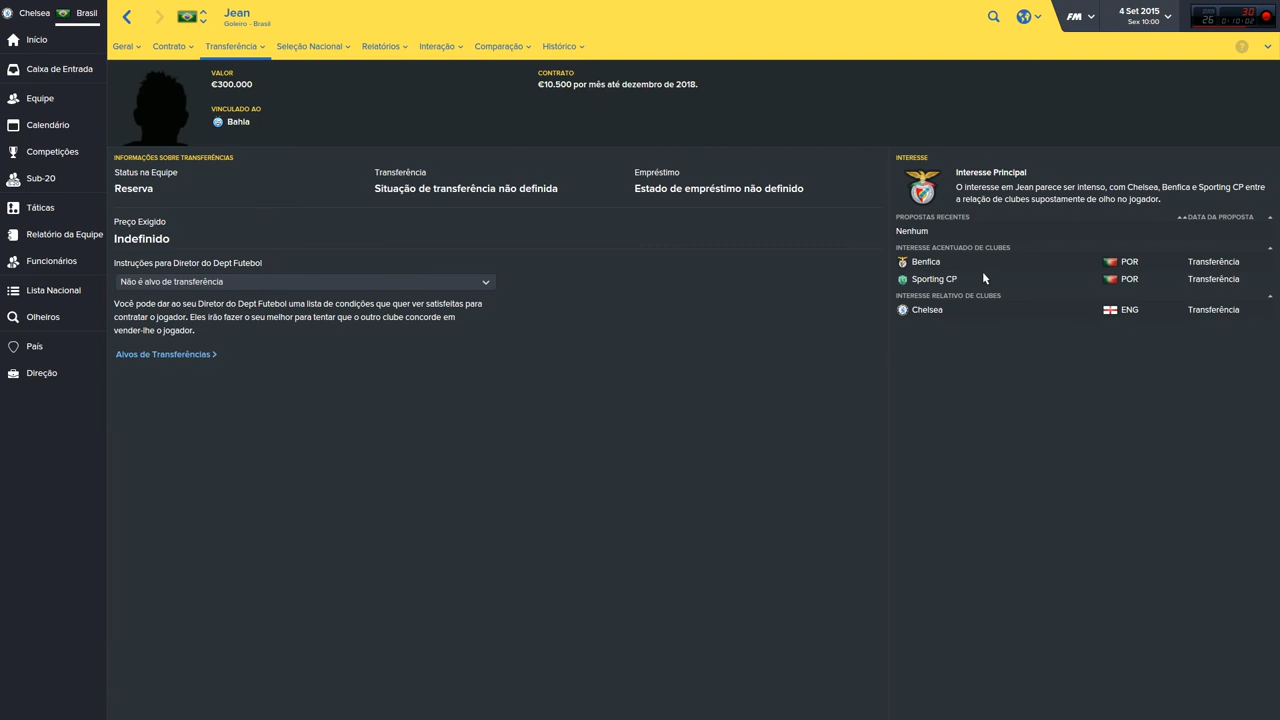 Chelsea
Brasil
Jean
Goleiro - Brasil
FM
4 Set 2015
Sex 10:00
26
30
0:10:02
Início
Caixa de Entrada
Equipe
Calendário
Competições
Sub-20
Táticas
Relatório da Equipe
Funcionários
Lista Nacional
Olheiros
País
Direção
Geral
Contrato
Transferência
Seleção Nacional
Relatórios
Interação
Comparação
Histórico
?
VALOR
€300.000
CONTRATO
€10.500 por mês até dezembro de 2018.
VINCULADO AO
Bahia
INFORMAÇÕES SOBRE TRANSFERÊNCIAS
Status na Equipe
Reserva
Transferência
Situação de transferência não definida
Empréstimo
Estado de empréstimo não definido
Preço Exigido
Indefinido
Instruções para Diretor do Dept Futebol
Não é alvo de transferência
Você pode dar ao seu Diretor do Dept Futebol uma lista de condições que quer ver satisfeitas para
contratar o jogador. Eles irão fazer o seu melhor para tentar que o outro clube concorde em
vender-lhe o jogador.
Alvos de Transferências >
INTERESSE
Interesse Principal
O interesse em Jean parece ser intenso, com Chelsea, Benfica e Sporting CP entre
a relação de clubes supostamente de olho no jogador.
PROPOSTAS RECENTES
DATA DA PROPOSTA
Nenhum
INTERESSE ACENTUADO DE CLUBES
Benfica POR Transferência
Sporting CP POR Transferência
INTERESSE RELATIVO DE CLUBES
Chelsea ENG Transferência